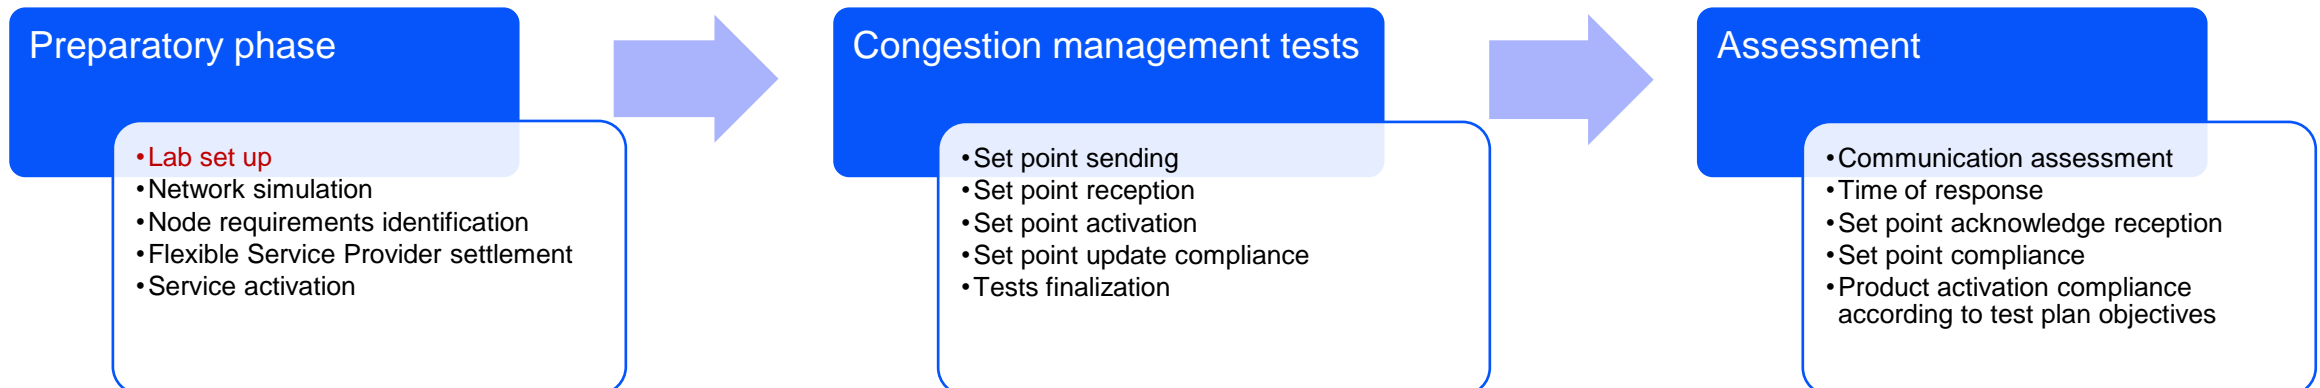 Preparatory phase
•Lab set up
•Network simulation
•Node requirements identification
•Flexible Service Provider settlement
•Service activation
Congestion management tests
•Set point sending
•Set point reception
•Set point activation
•Set point update compliance
•Tests finalization
Assessment
•Communication assessment
•Time of response
•Set point acknowledge reception
•Set point compliance
•Product activation compliance
according to test plan objectives